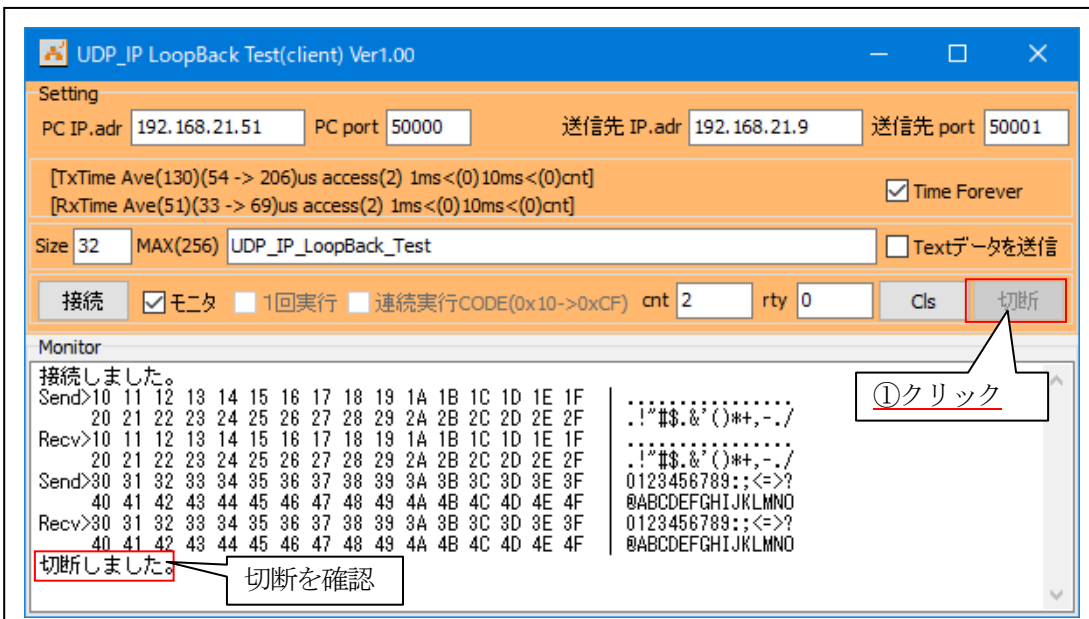 UDP_IP LoopBack Test(client) Ver1.00
Setting
PC IP.adr 192.168.21.51 PC port 50000 送信先 IP.adr 192.168.21.9 送信先 port 50001
[TxTime Ave(130)(54 -> 206)us access(2) 1ms<(0)10ms<(0)cnt]
[RxTime Ave(51)(33 -> 69)us access(2) 1ms<(0)10ms<(0)cnt]
Time Forever
Size 32 MAX(256) UDP_IP_LoopBack_Test Textデータを送信
接続 モニタ 1回実行 連続実行CODE(0x10->0xCF) cnt 2 rty 0 Cls 切断
Monitor
①クリック
接続しました。
Send>10 11 12 13 14 15 16 17 18 19 1A 1B 1C 1D 1E 1F | ................
20 21 22 23 24 25 26 27 28 29 2A 2B 2C 2D 2E 2F | .!"#$.&'()*+,-./
Recv>10 11 12 13 14 15 16 17 18 19 1A 1B 1C 1D 1E 1F | ................
20 21 22 23 24 25 26 27 28 29 2A 2B 2C 2D 2E 2F | .!"#$.&'()*+,-./
Send>30 31 32 33 34 35 36 37 38 39 3A 3B 3C 3D 3E 3F | 0123456789:;<=>?
40 41 42 43 44 45 46 47 48 49 4A 4B 4C 4D 4E 4F | @ABCDEFGHIJKLMNO
Recv>30 31 32 33 34 35 36 37 38 39 3A 3B 3C 3D 3E 3F | 0123456789:;<=>?
40 41 42 43 44 45 46 47 48 49 4A 4B 4C 4D 4E 4F | @ABCDEFGHIJKLMNO
切断しました。
切断を確認